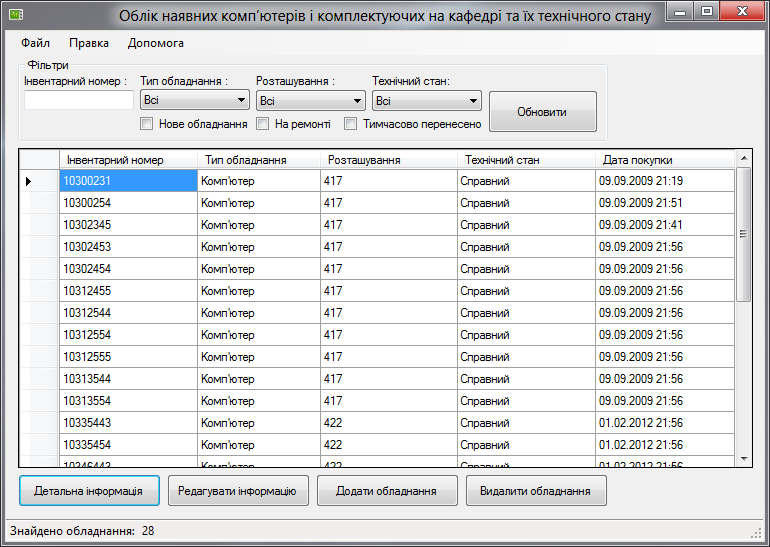 Облік наявних комп'ютерів і комплектуючих на кафедрі та їх технічного стану
Файл Правка Допомога
Фільтри
Інвентарний номер : Тип обладнання : Розташування : Технічний стан:
Всі Всі Всі
Обновити
Нове обладнання На ремонті Тимчасово перенесено
Інвентарний номер Тип обладнання Розташування Технічний стан Дата покупки
10300231 Комп'ютер 417 Справний 09.09.2009 21:19
10300254 Комп'ютер 417 Справний 09.09.2009 21:51
10302345 Комп'ютер 417 Справний 09.09.2009 21:41
10302453 Комп'ютер 417 Справний 09.09.2009 21:56
10302454 Комп'ютер 417 Справний 09.09.2009 21:56
10312455 Комп'ютер 417 Справний 09.09.2009 21:56
10312544 Комп'ютер 417 Справний 09.09.2009 21:56
10312554 Комп'ютер 417 Справний 09.09.2009 21:56
10312555 Комп'ютер 417 Справний 09.09.2009 21:56
10313544 Комп'ютер 417 Справний 09.09.2009 21:56
10313554 Комп'ютер 417 Справний 09.09.2009 21:56
10335443 Комп'ютер 422 Справний 01.02.2012 21:56
10335454 Комп'ютер 422 Справний 01.02.2012 21:56
10346443 Комп'ютер 422 Справний 01.02.2012 21:56
Детальна інформація Редагувати інформацію Додати обладнання Видалити обладнання
Знайдено обладнання: 28